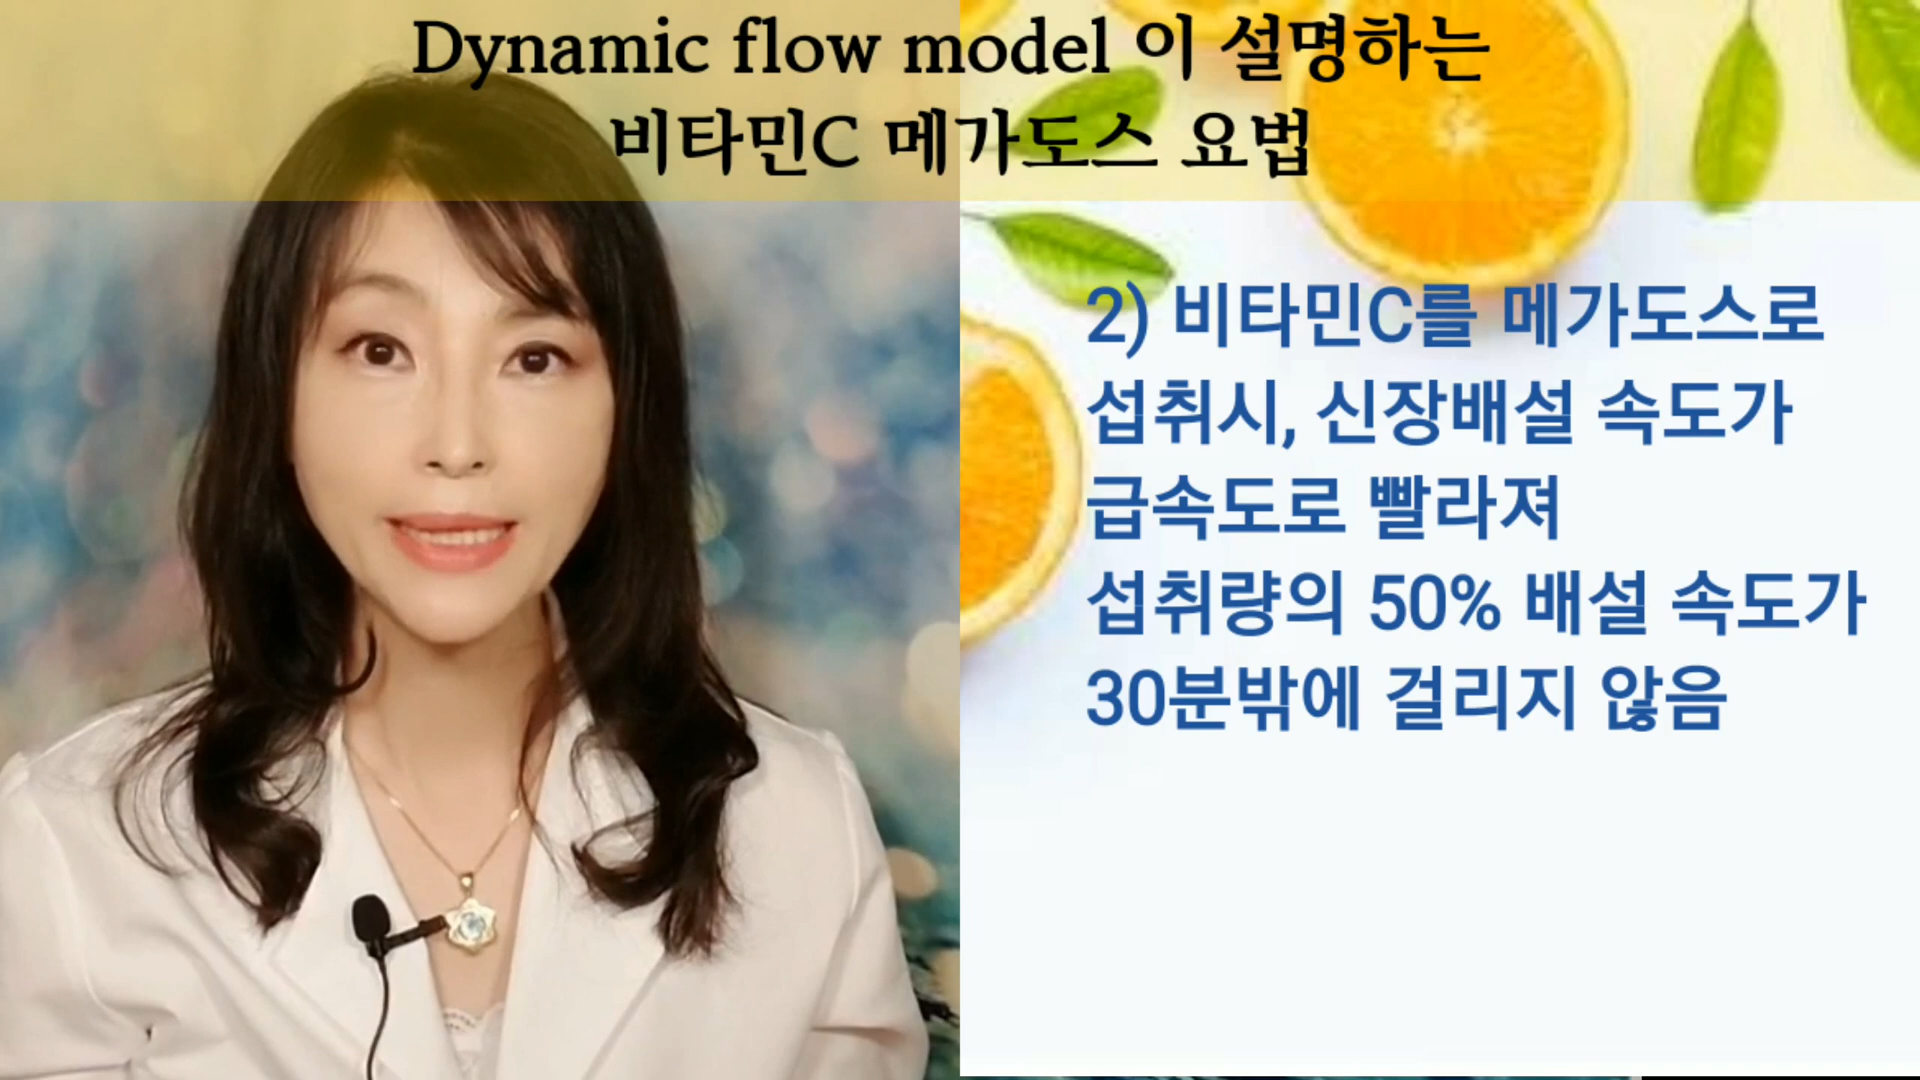 Dynamic flow model 이 설명하는
비타민C 메가도스 요법
2) 비타민C를 메가도스로
섭취시, 신장배설 속도가
급속도로 빨라져
섭취량의 50% 배설 속도가
30분밖에 걸리지 않음